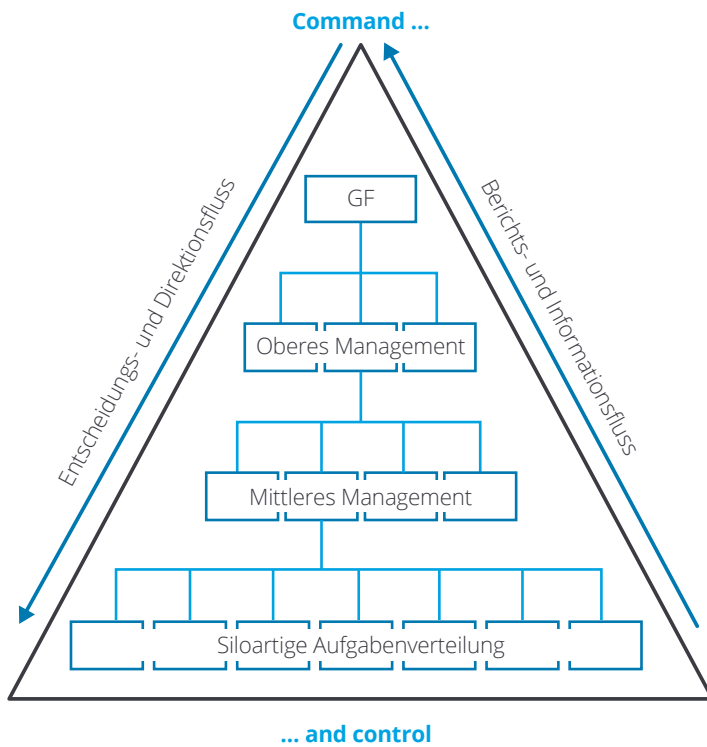 Command ...
Entscheidungs- und Direktionsfluss
Berichts- und Informationsfluss
GF
Oberes Management
Mittleres Management
Siloartige Aufgabenverteilung
... and control